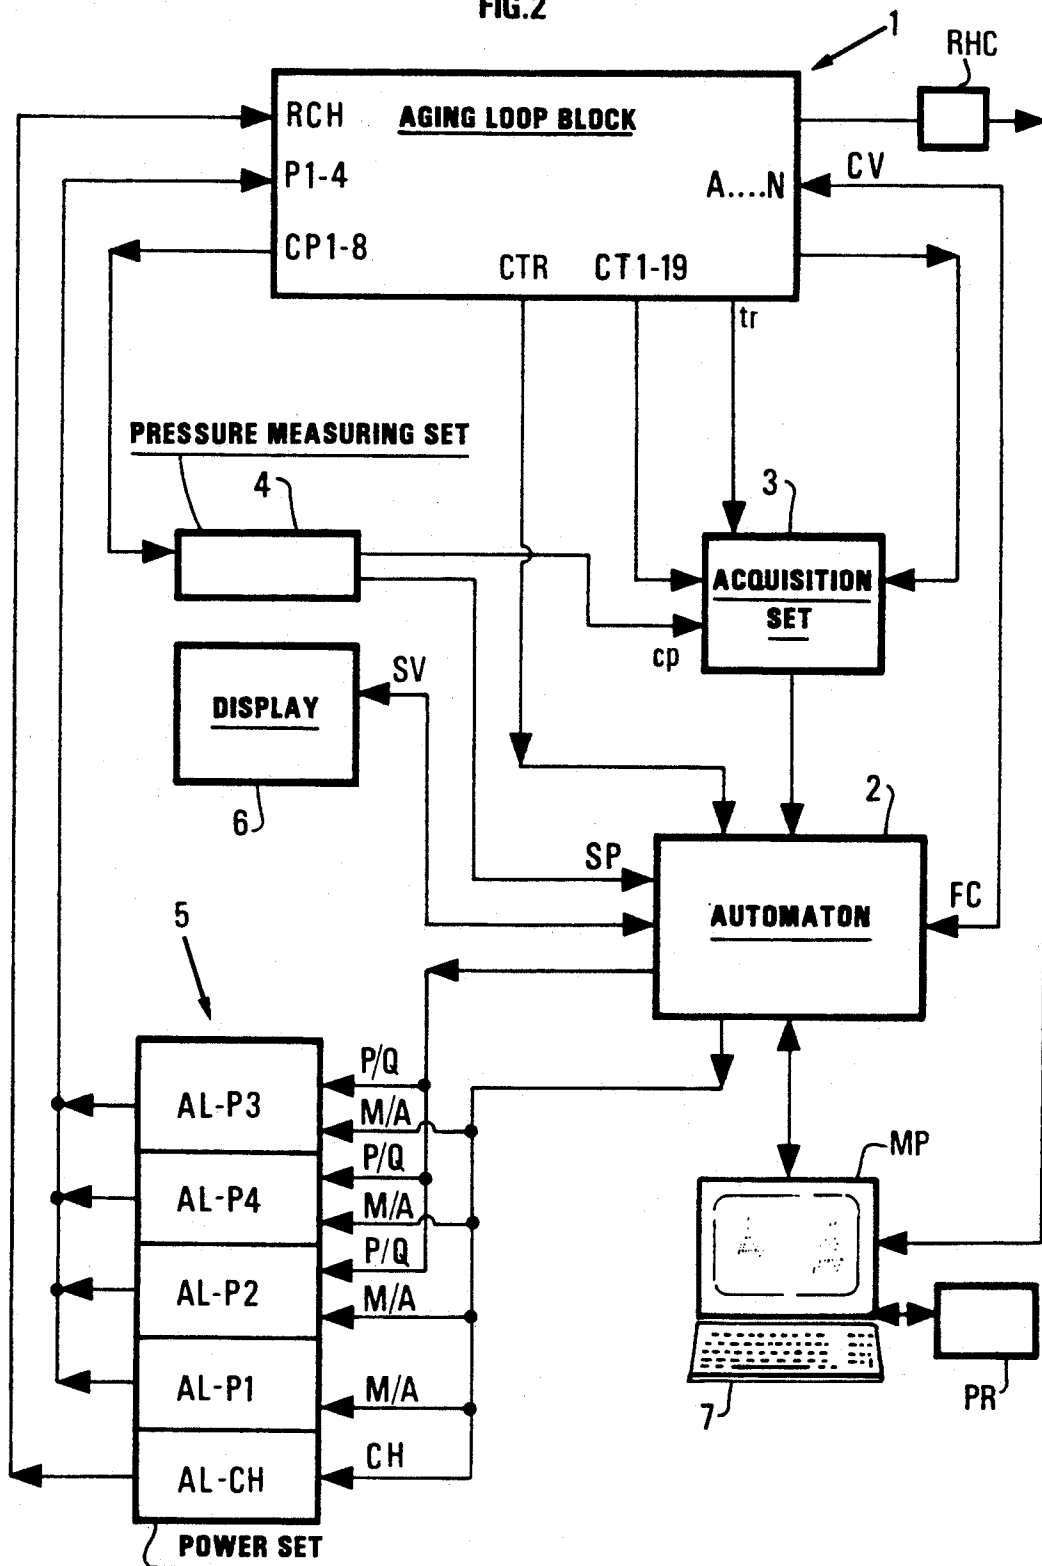 FIG.2
1
RHC
RCH
AGING LOOP BLOCK
P1-4
A....N
CV
CP1-8
CTR
CT1-19
tr
PRESSURE MEASURING SET
4
3
ACQUISITION
SET
cp
SV
DISPLAY
6
2
SP
FC
AUTOMATON
5
P/Q
AL-P3
M/A
P/Q
AL-P4
M/A
P/Q
AL-P2
M/A
MP
AL-P1
M/A
PR
7
CH
AL-CH
POWER SET